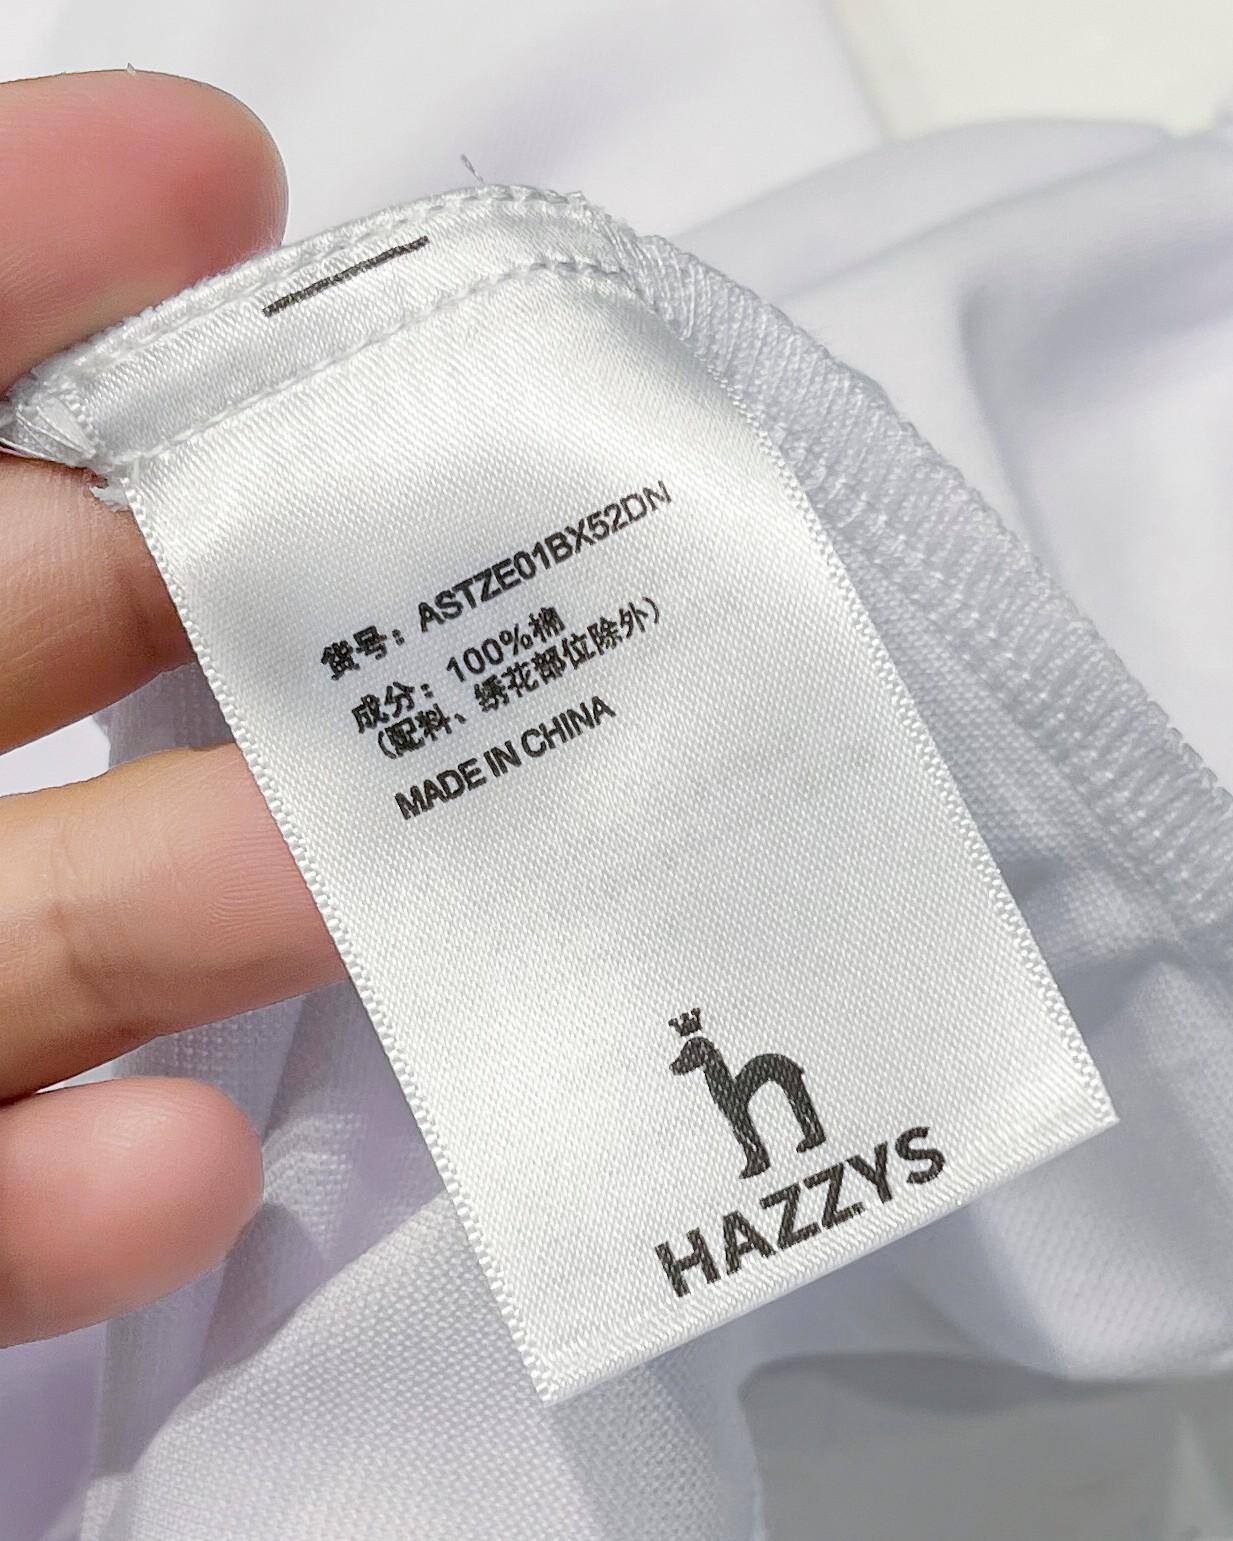 货号：ASTZE01BX52DN
成分：100%棉
（配料、绣花部位除外）
MADE IN CHINA
HAZZYS